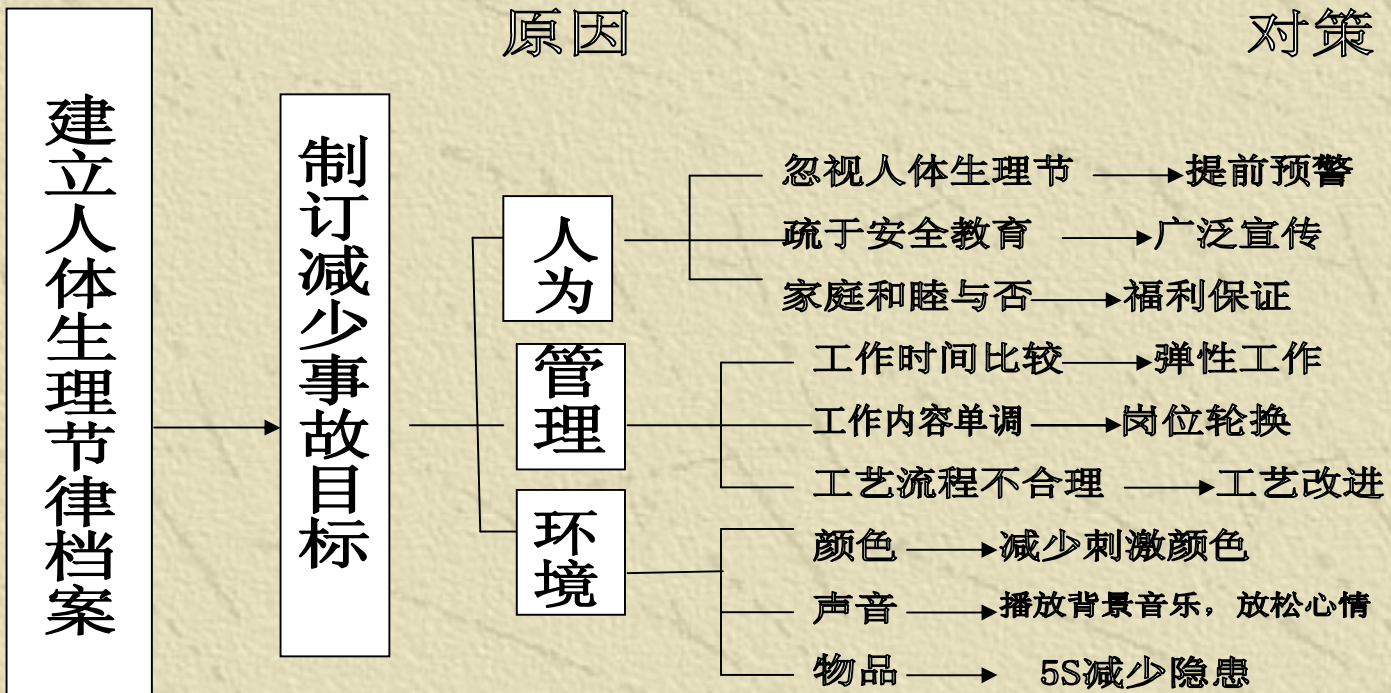 原因
对策
建立人体生理节律档案
制订减少事故目标
人为
忽视人体生理节
提前预警
疏于安全教育
广泛宣传
家庭和睦与否
福利保证
管理
工作时间比较
弹性工作
工作内容单调
岗位轮换
工艺流程不合理
工艺改进
环境
颜色
减少刺激颜色
声音
播放背景音乐，放松心情
物品
5S减少隐患